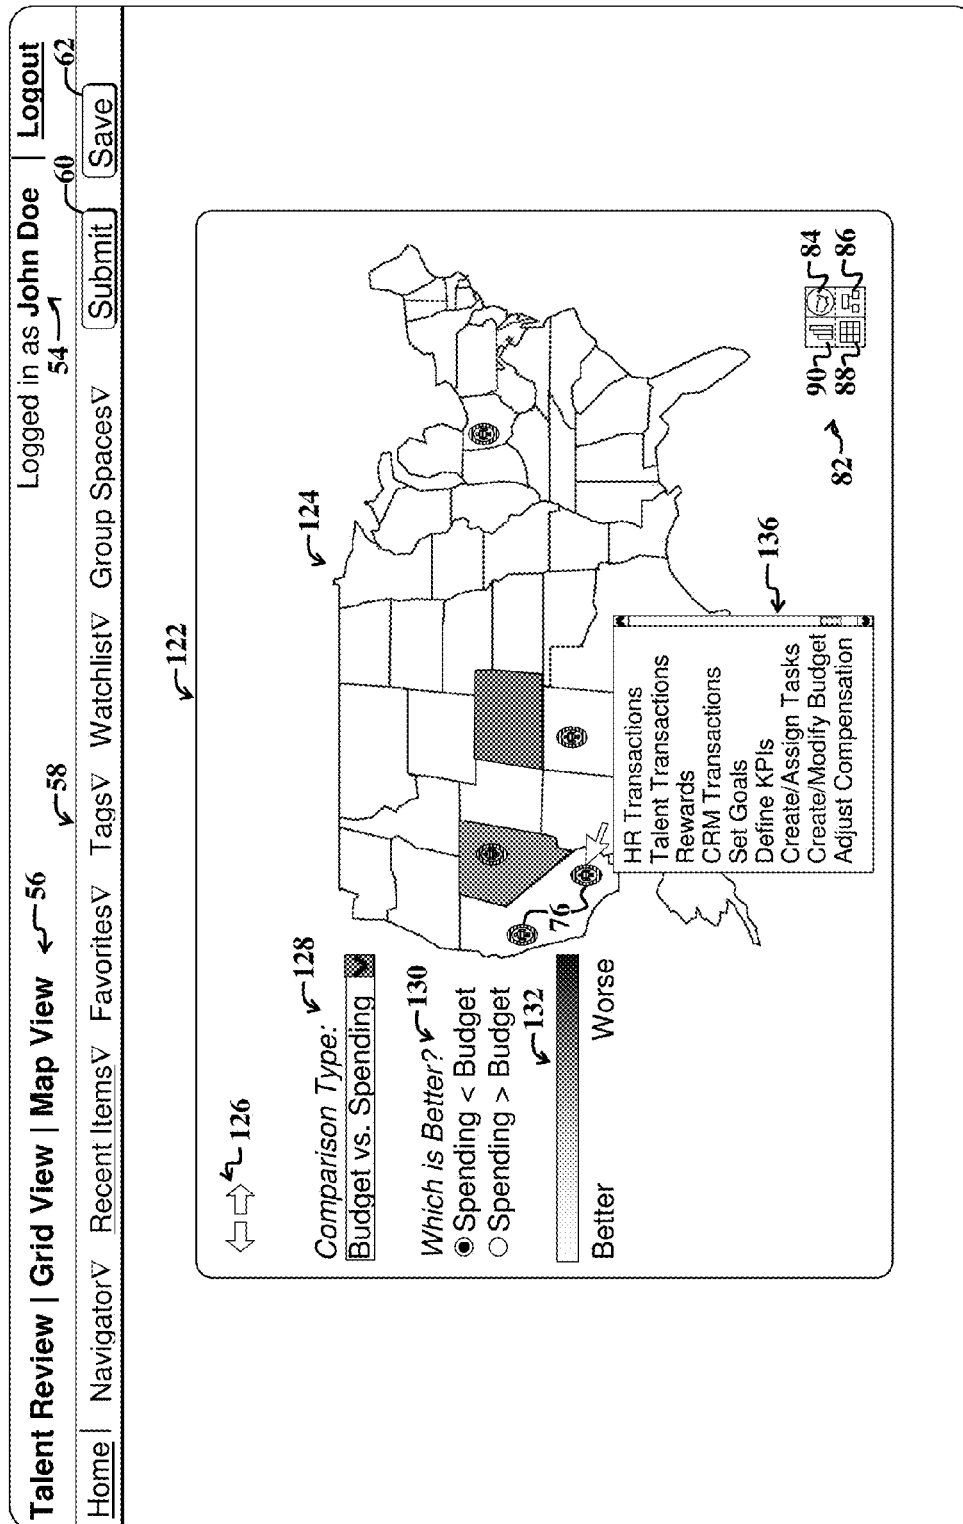 Talent Review | Grid View | Map View 56
Logged in as John Doe | Logout
54
58
60
62
Home | Navigator∇ Recent Items∇ Favorites∇ Tags∇ Watchlist∇ Group Spaces∇ Submit Save
122
126
124
Comparison Type: 128
Budget vs. Spending
Which is Better? 130
Spending < Budget
Spending > Budget
132
Better Worse
76
HR Transactions
Talent Transactions
Rewards
CRM Transactions
Set Goals
Define KPIs
Create/Assign Tasks
Create/Modify Budget
Adjust Compensation
136
82
90 84
88 86